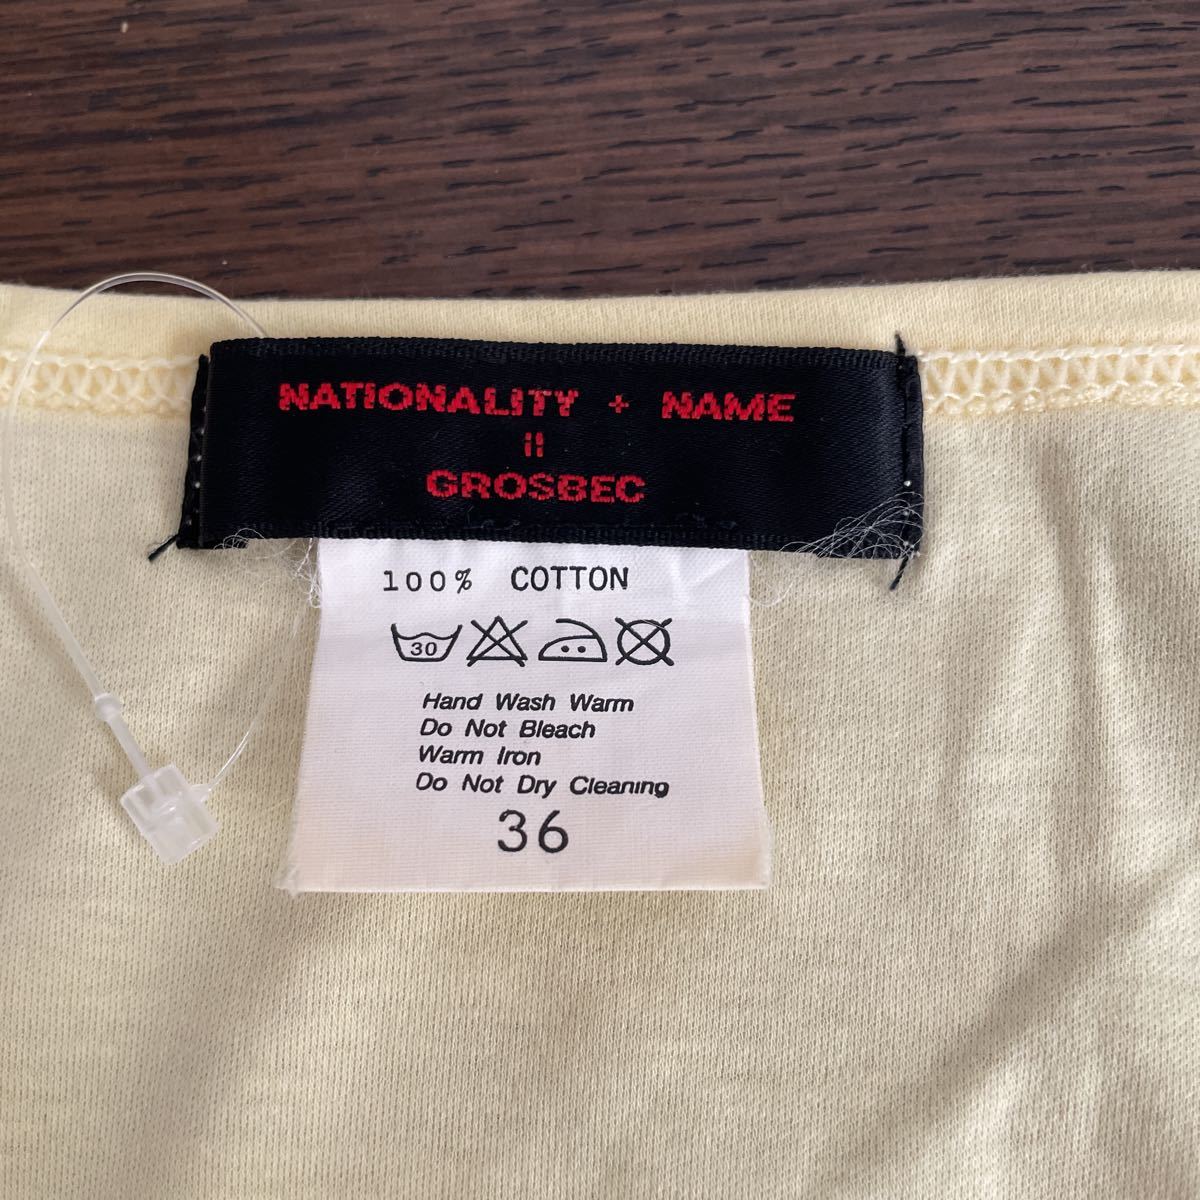 NATIONALITY + NAME
=
GROSBEC
100% COTTON
30
Hand Wash Warm
Do Not Bleach
Warm Iron
Do Not Dry Cleaning
36